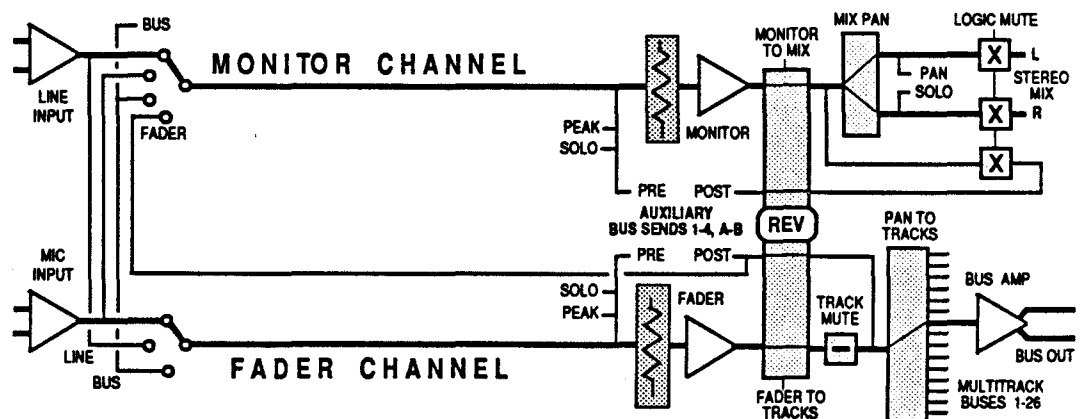 BUS
LINE
INPUT
MONITOR CHANNEL
FADER
PEAK
SOLO
MONITOR
MONITOR
TO MIX
MIX PAN
LOGIC MUTE
X
L
PAN
SOLO
STEREO
MIX
X
R
X
PRE
POST
AUXILIARY
BUS SENDS 1-4, A-B
REV
PAN TO
TRACKS
MIC
INPUT
PRE
POST
SOLO
PEAK
FADER
TRACK
MUTE
BUS AMP
LINE
BUS
FADER CHANNEL
FADER TO
TRACKS
BUS OUT
MULTITRACK
BUSES 1-26